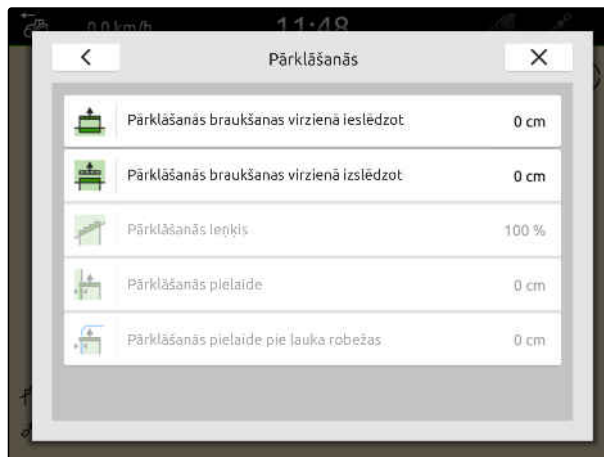 0.0 km/h
11:48
Pārklāšanās
Pārklāšanās braukšanas virzienā ieslēdzot 0 cm
Pārklāšanās braukšanas virzienā izslēdzot 0 cm
Pārklāšanās leņķis 100 %
Pārklāšanās pielaide 0 cm
Pārklāšanās pielaide pie lauka robežas 0 cm